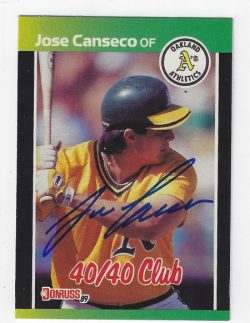 Jose Canseco OF
OAKLAND
A's
ATHLETICS
40/40 Club
DONRUSS 89